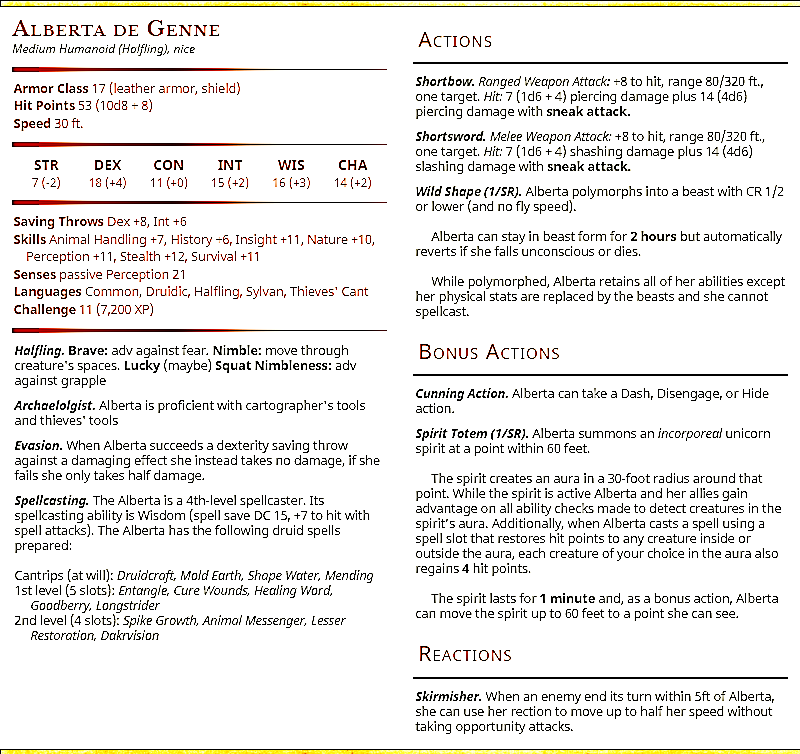 Alberta de Genne
Medium Humanoid (Holfling), nice
Armor Class 17 (leather armor, shield)
Hit Points 53 (10d8 + 8)
Speed 30 ft.
STR DEX CON INT WIS CHA
7 (-2) 18 (+4) 11 (+0) 15 (+2) 16 (+3) 14 (+2)
Saving Throws Dex +8, Int +6
Skills Animal Handling +7, History +6, Insight +11, Nature +10,
Perception +11, Stealth +12, Survival +11
Senses passive Perception 21
Languages Common, Druidic, Halfling, Sylvan, Thieves' Cant
Challenge 11 (7,200 XP)
Halfling. Brave: adv against fear. Nimble: move through
creature's spaces. Lucky (maybe) Squat Nimbleness: adv
against grapple
Archaelolgist. Alberta is proficient with cartographer's tools
and thieves' tools
Evasion. When Alberta succeeds a dexterity saving throw
against a damaging effect she instead takes no damage, if she
fails she only takes half damage.
Spellcasting. The Alberta is a 4th-level spellcaster. Its
spellcasting ability is Wisdom (spell save DC 15, +7 to hit with
spell attacks). The Alberta has the following druid spells
prepared:
Cantrips (at will): Druidcraft, Mold Earth, Shape Water, Mending
1st level (5 slots): Entangle, Cure Wounds, Healing Word,
Goodberry, Longstrider
2nd level (4 slots): Spike Growth, Animal Messenger, Lesser
Restoration, Dakrvision
Actions
Shortbow. Ranged Weapon Attack: +8 to hit, range 80/320 ft.,
one target. Hit: 7 (1d6 + 4) piercing damage plus 14 (4d6)
piercing damage with sneak attack.
Shortsword. Melee Weapon Attack: +8 to hit, range 80/320 ft.,
one target. Hit: 7 (1d6 + 4) shashing damage plus 14 (4d6)
slashing damage with sneak attack.
Wild Shape (1/SR). Alberta polymorphs into a beast with CR 1/2
or lower (and no fly speed).
Alberta can stay in beast form for 2 hours but automatically
reverts if she falls unconscious or dies.
While polymorphed, Alberta retains all of her abilities except
her physical stats are replaced by the beasts and she cannot
spellcast.
Bonus Actions
Cunning Action. Alberta can take a Dash, Disengage, or Hide
action.
Spirit Totem (1/SR). Alberta summons an incorporeal unicorn
spirit at a point within 60 feet.
The spirit creates an aura in a 30-foot radius around that
point. While the spirit is active Alberta and her allies gain
advantage on all ability checks made to detect creatures in the
spirit's aura. Additionally, when Alberta casts a spell using a
spell slot that restores hit points to any creature inside or
outside the aura, each creature of your choice in the aura also
regains 4 hit points.
The spirit lasts for 1 minute and, as a bonus action, Alberta
can move the spirit up to 60 feet to a point she can see.
Reactions
Skirmisher. When an enemy end its turn within 5ft of Alberta,
she can use her rection to move up to half her speed without
taking opportunity attacks.